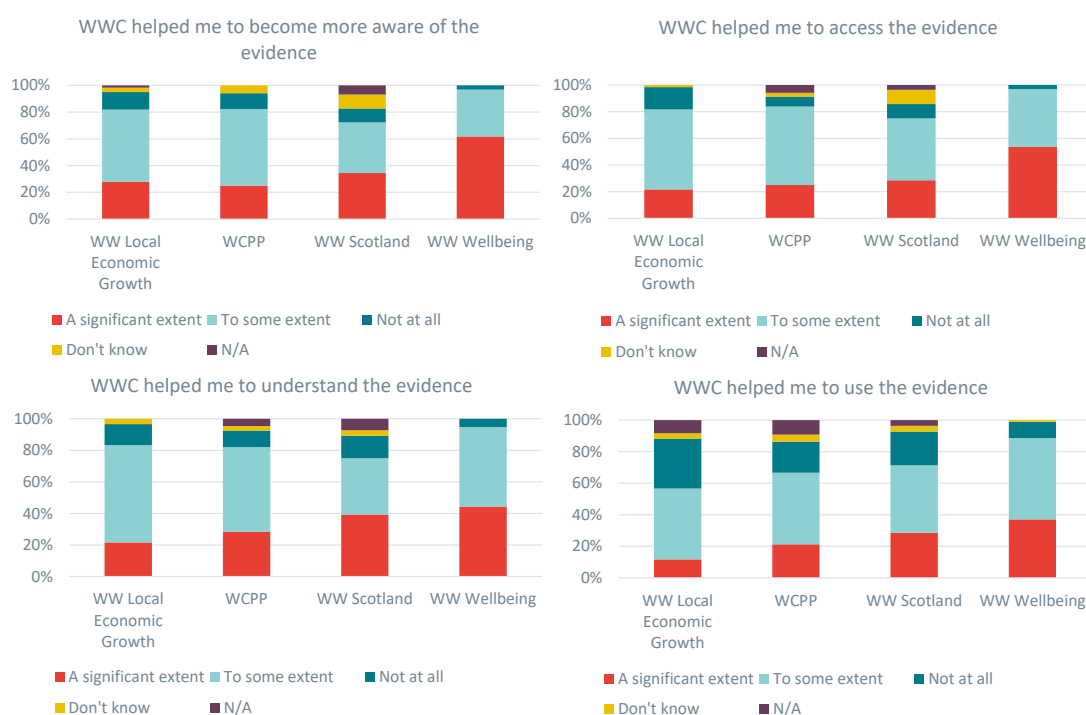 WWC helped me to become more aware of the
evidence
100%
80%
60%
40%
20%
0%
WW Local
Economic
Growth
WCPP
WW Scotland
WW Wellbeing
A significant extent
To some extent
Not at all
Don't know
N/A
WWC helped me to access the evidence
100%
80%
60%
40%
20%
0%
WW Local
Economic
Growth
WCPP
WW Scotland
WW Wellbeing
A significant extent
To some extent
Not at all
Don't know
N/A
WWC helped me to understand the evidence
100%
80%
60%
40%
20%
0%
WW Local
Economic
Growth
WCPP
WW Scotland
WW Wellbeing
A significant extent
To some extent
Not at all
Don't know
N/A
WWC helped me to use the evidence
100%
80%
60%
40%
20%
0%
WW Local
Economic
Growth
WCPP
WW Scotland
WW Wellbeing
A significant extent
To some extent
Not at all
Don't know
N/A